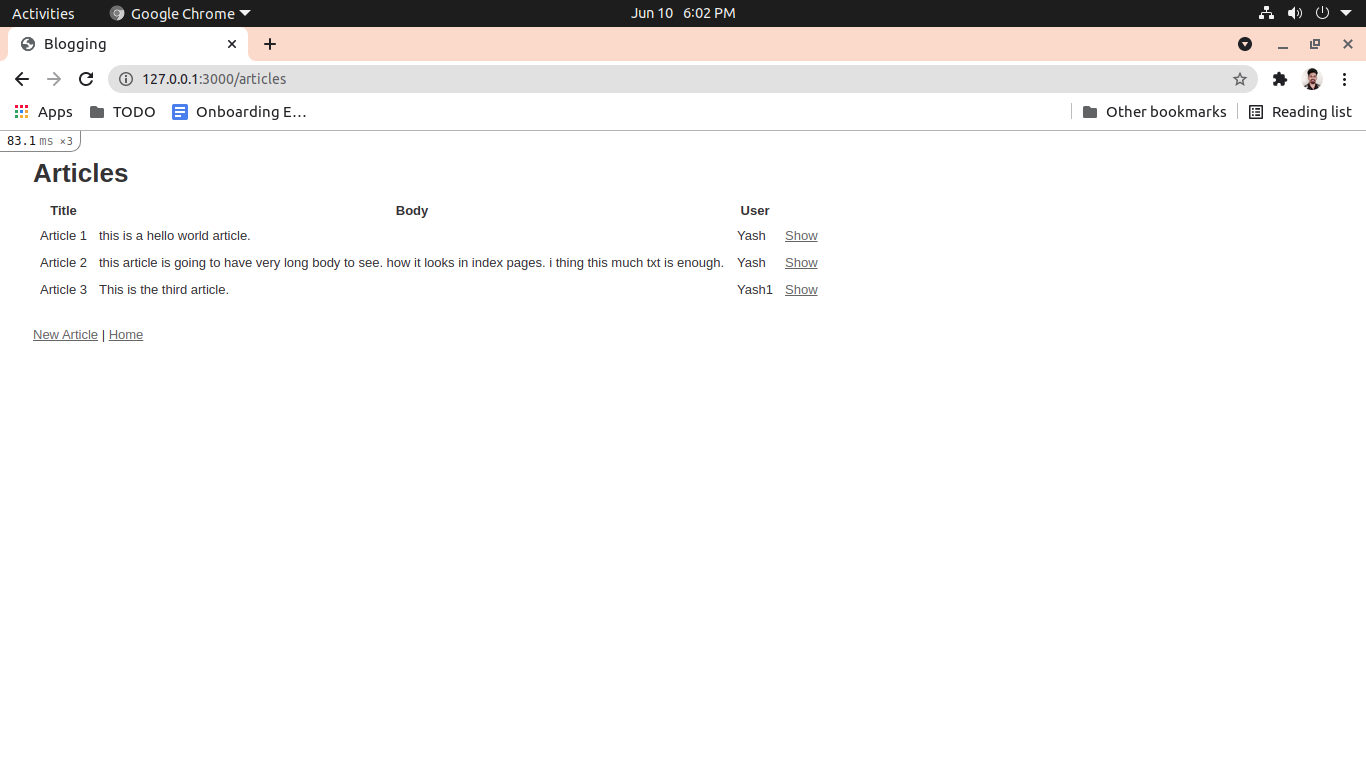 Activities Google Chrome Jun 10 6:02 PM
Blogging
127.0.0.1:3000/articles
Apps TODO Onboarding E... Other bookmarks Reading list
83.1 ms ×3
Articles
Title Body User
Article 1 this is a hello world article. Yash Show
Article 2 this article is going to have very long body to see. how it looks in index pages. i thing this much txt is enough. Yash Show
Article 3 This is the third article. Yash1 Show
New Article | Home